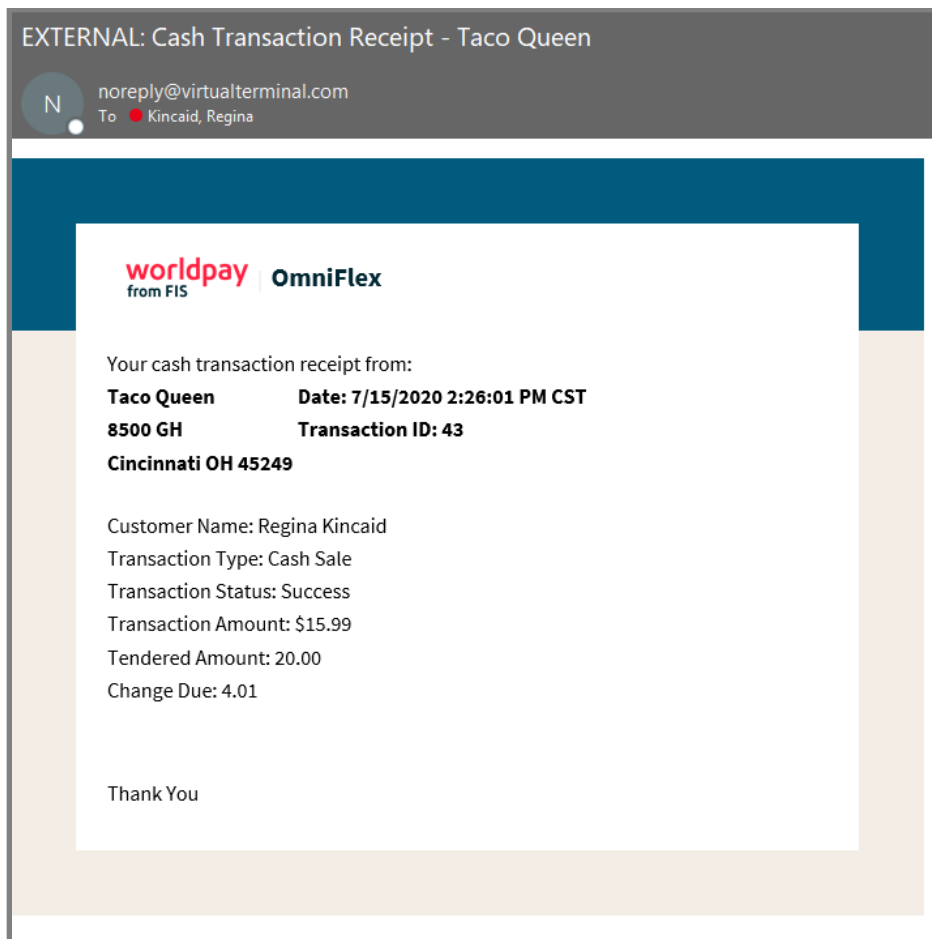 EXTERNAL: Cash Transaction Receipt - Taco Queen
N
noreply@virtualterminal.com
To Kincaid, Regina
worldpay
from FIS
OmniFlex
Your cash transaction receipt from:
Taco Queen Date: 7/15/2020 2:26:01 PM CST
8500 GH Transaction ID: 43
Cincinnati OH 45249
Customer Name: Regina Kincaid
Transaction Type: Cash Sale
Transaction Status: Success
Transaction Amount: $15.99
Tendered Amount: 20.00
Change Due: 4.01
Thank You